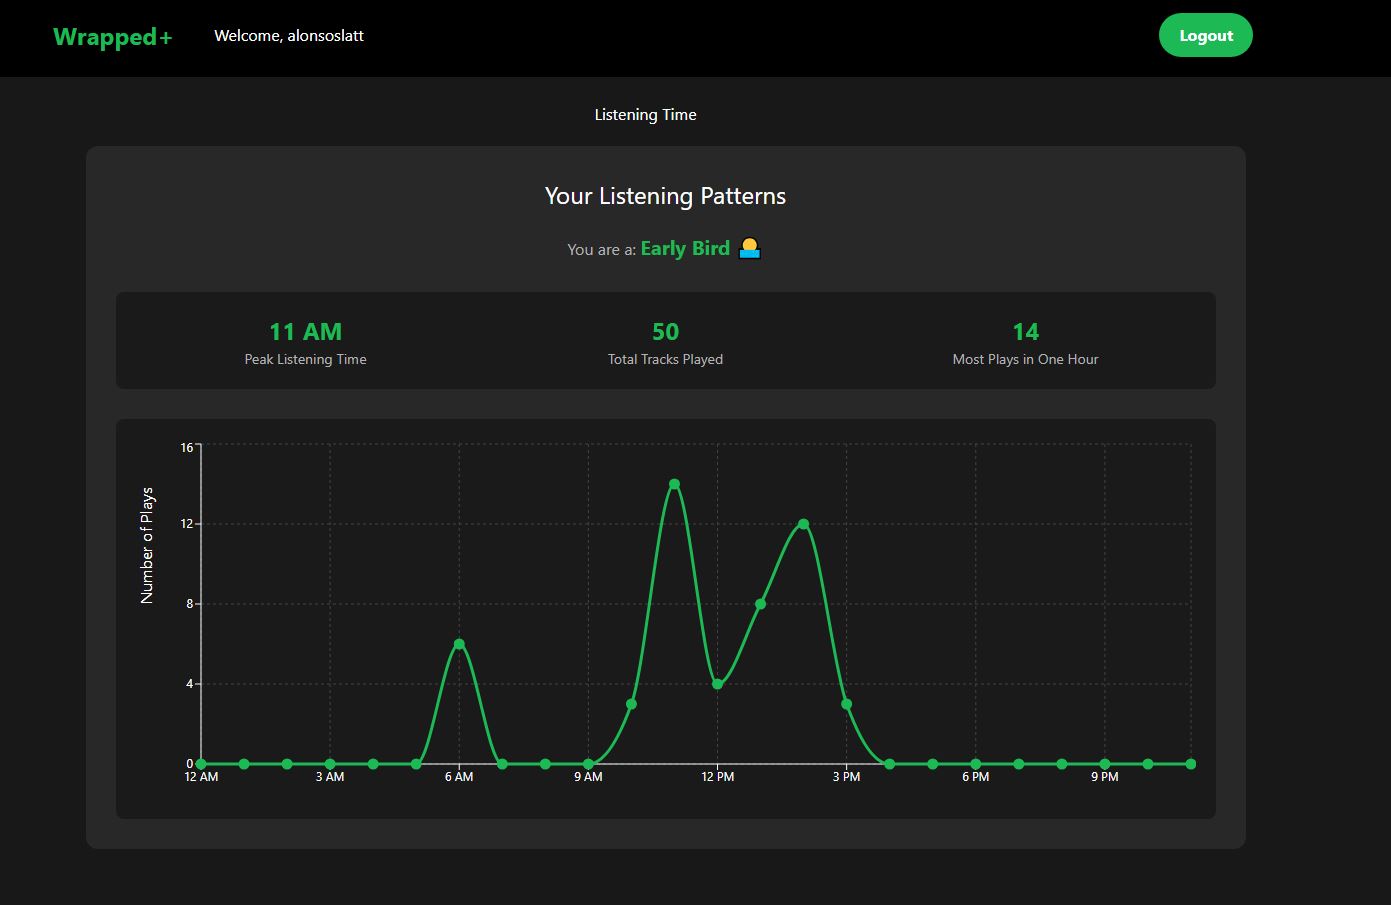 Wrapped+ Welcome, alonsoslatt Logout
Listening Time
Your Listening Patterns
You are a: Early Bird
11 AM 50 14
Peak Listening Time Total Tracks Played Most Plays in One Hour
Number of Plays
16
12
8
4
0
12 AM 3 AM 6 AM 9 AM 12 PM 3 PM 6 PM 9 PM